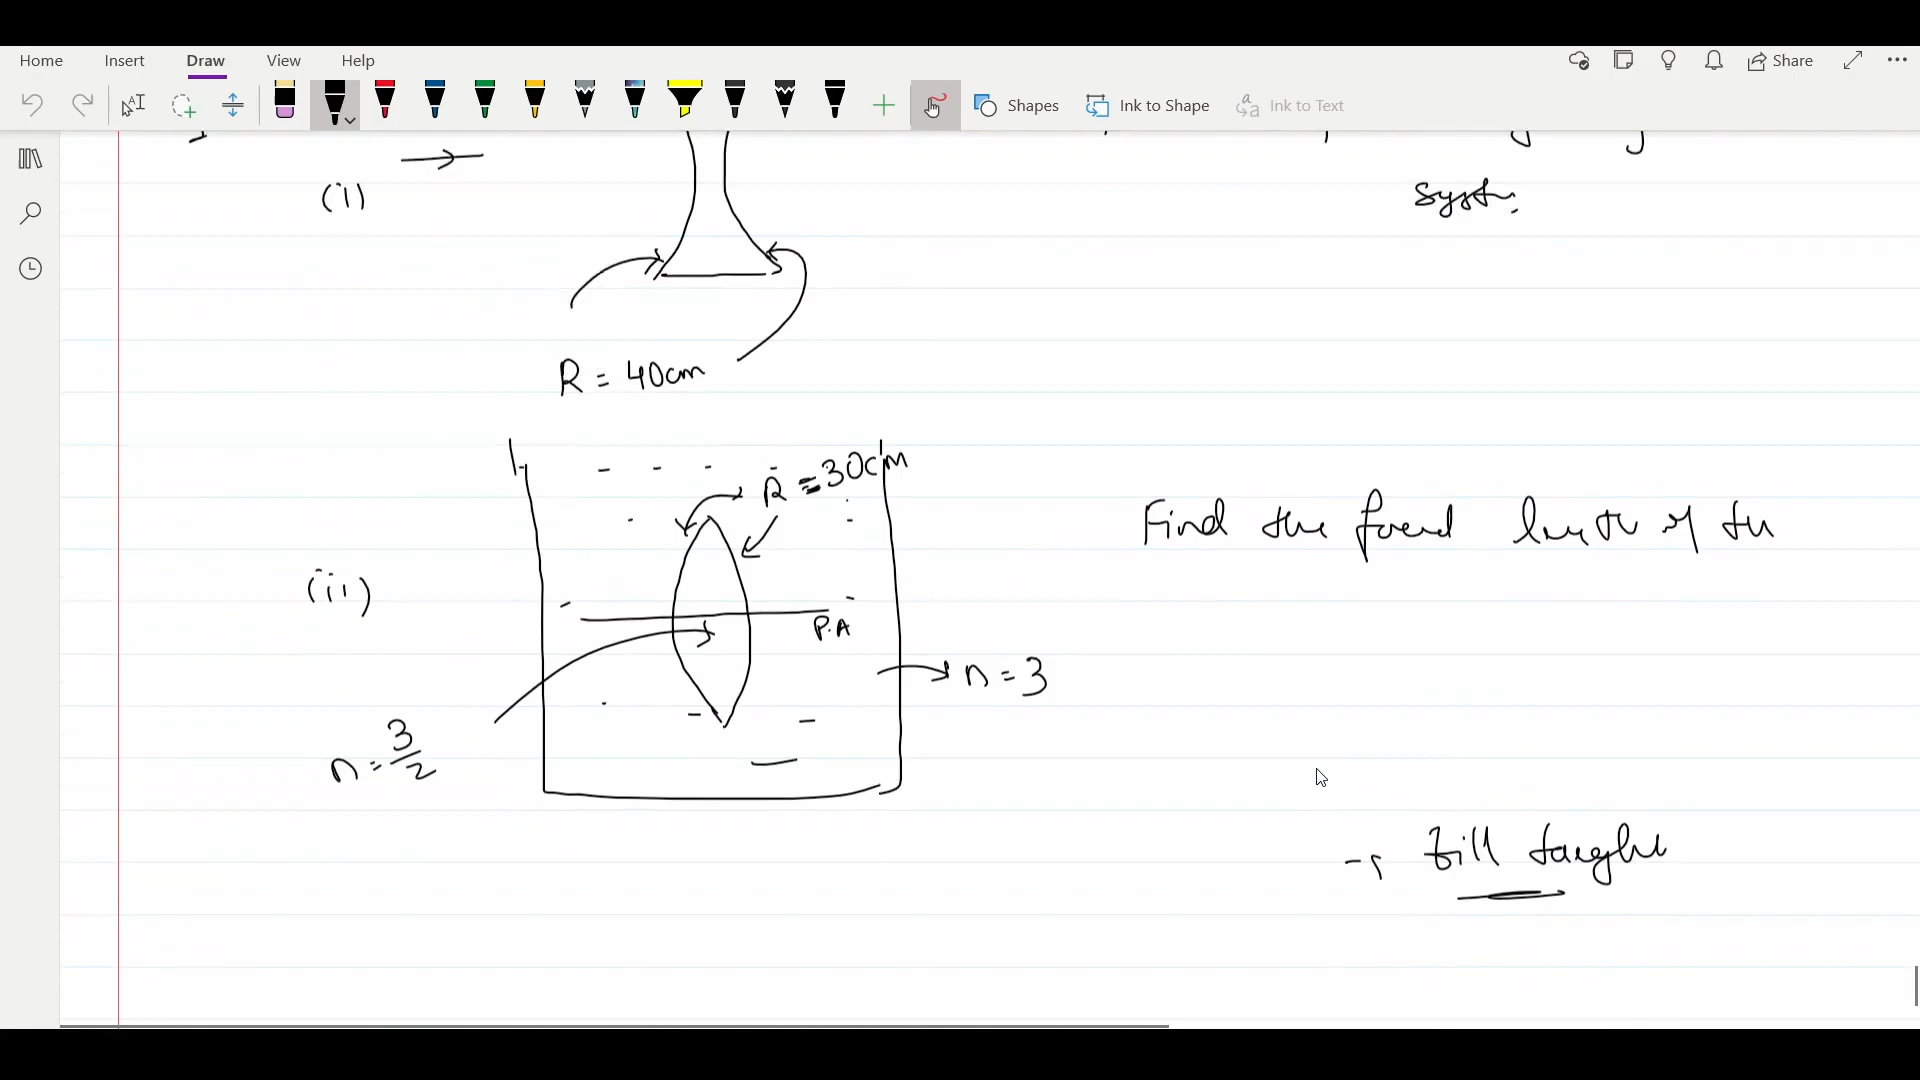 Home Insert Draw View Help Share
Shapes Ink to Shape Ink to Text
(i)
syst:
R = 40cm
R = 30cm
Find the focal length of the
(ii)
P.A
n = 3
n = 3/2
→ till taught